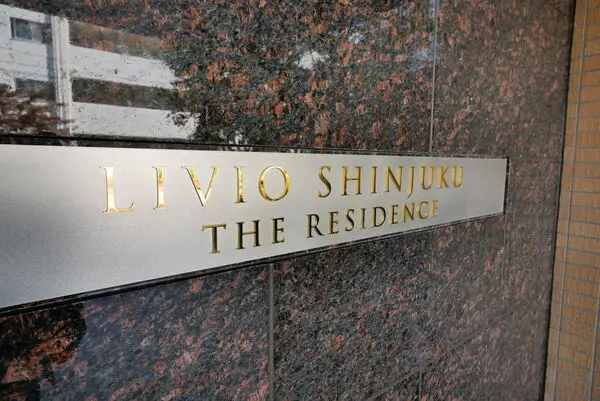 LIVIO SHINJUKU
THE RESIDENCE